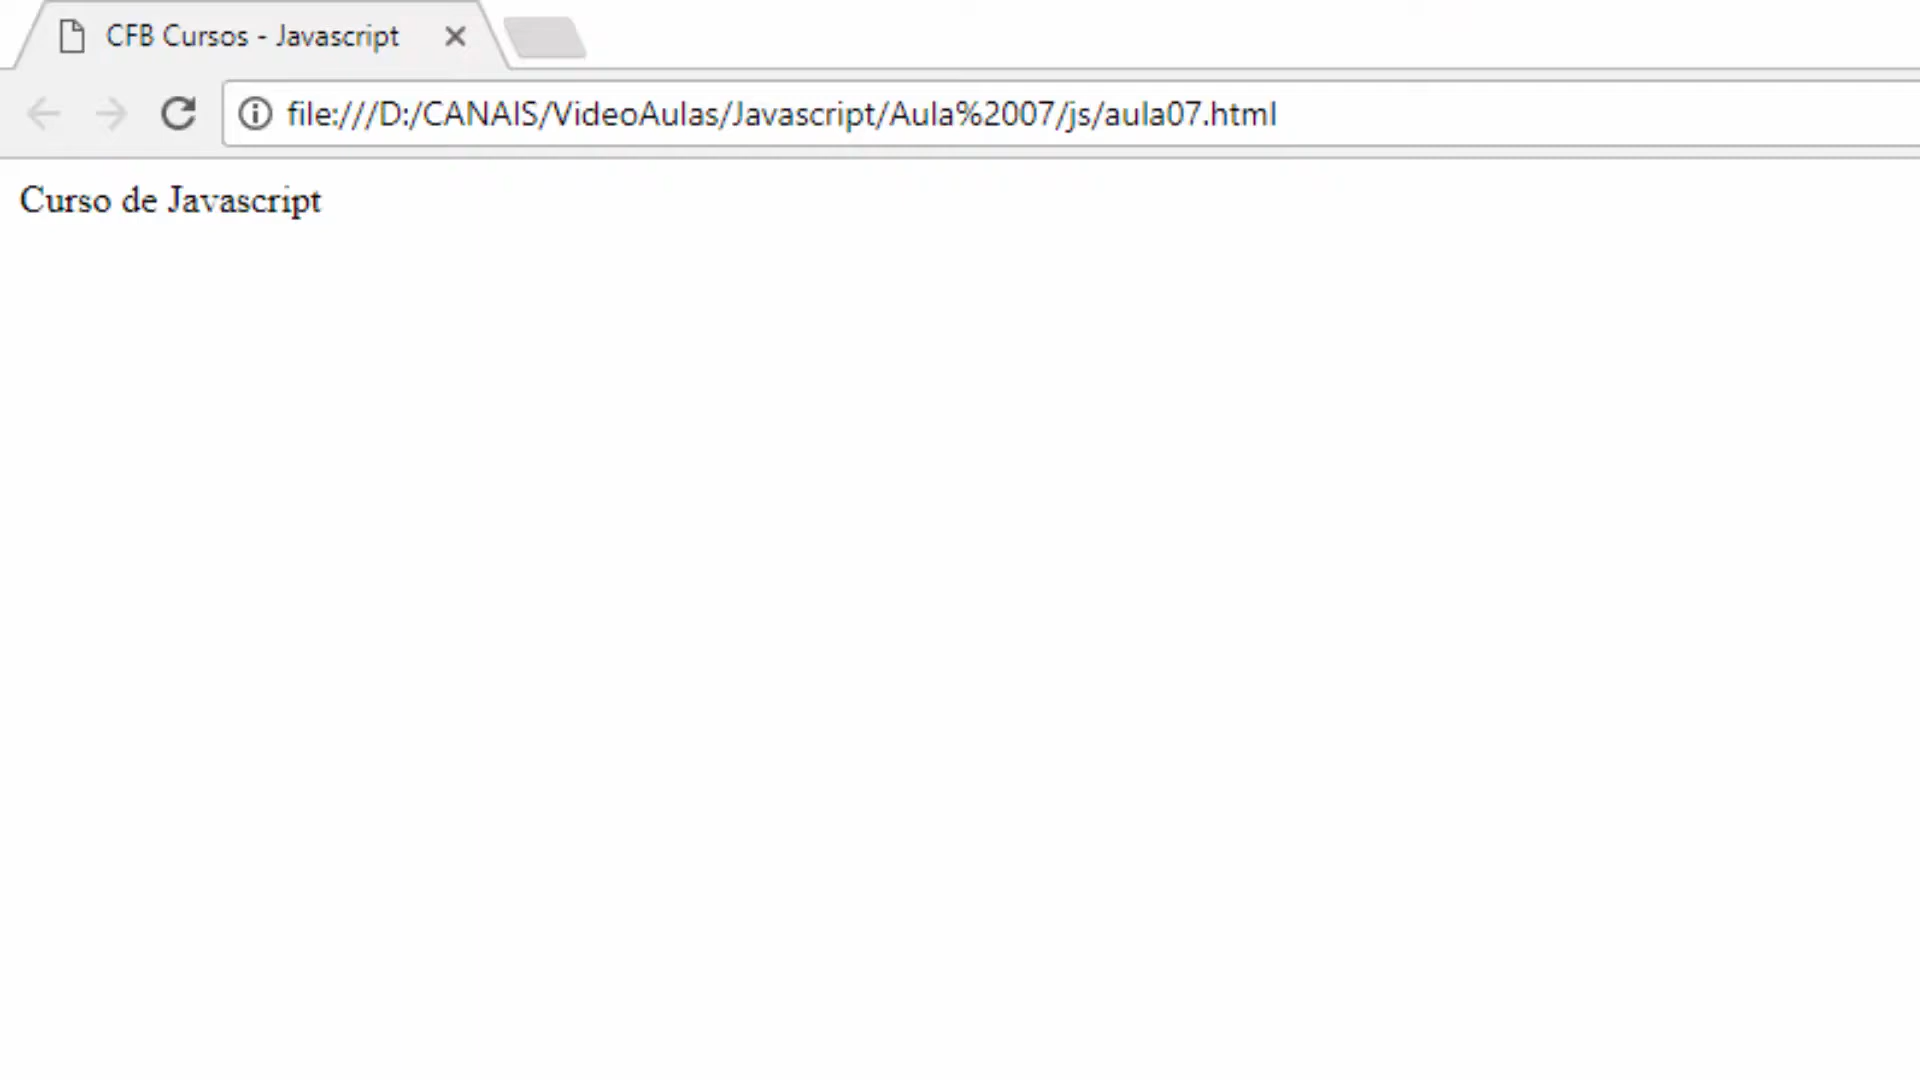 CFB Cursos - Javascript
file:///D:/CANAIS/VideoAulas/Javascript/Aula%2007/js/aula07.html
Curso de Javascript